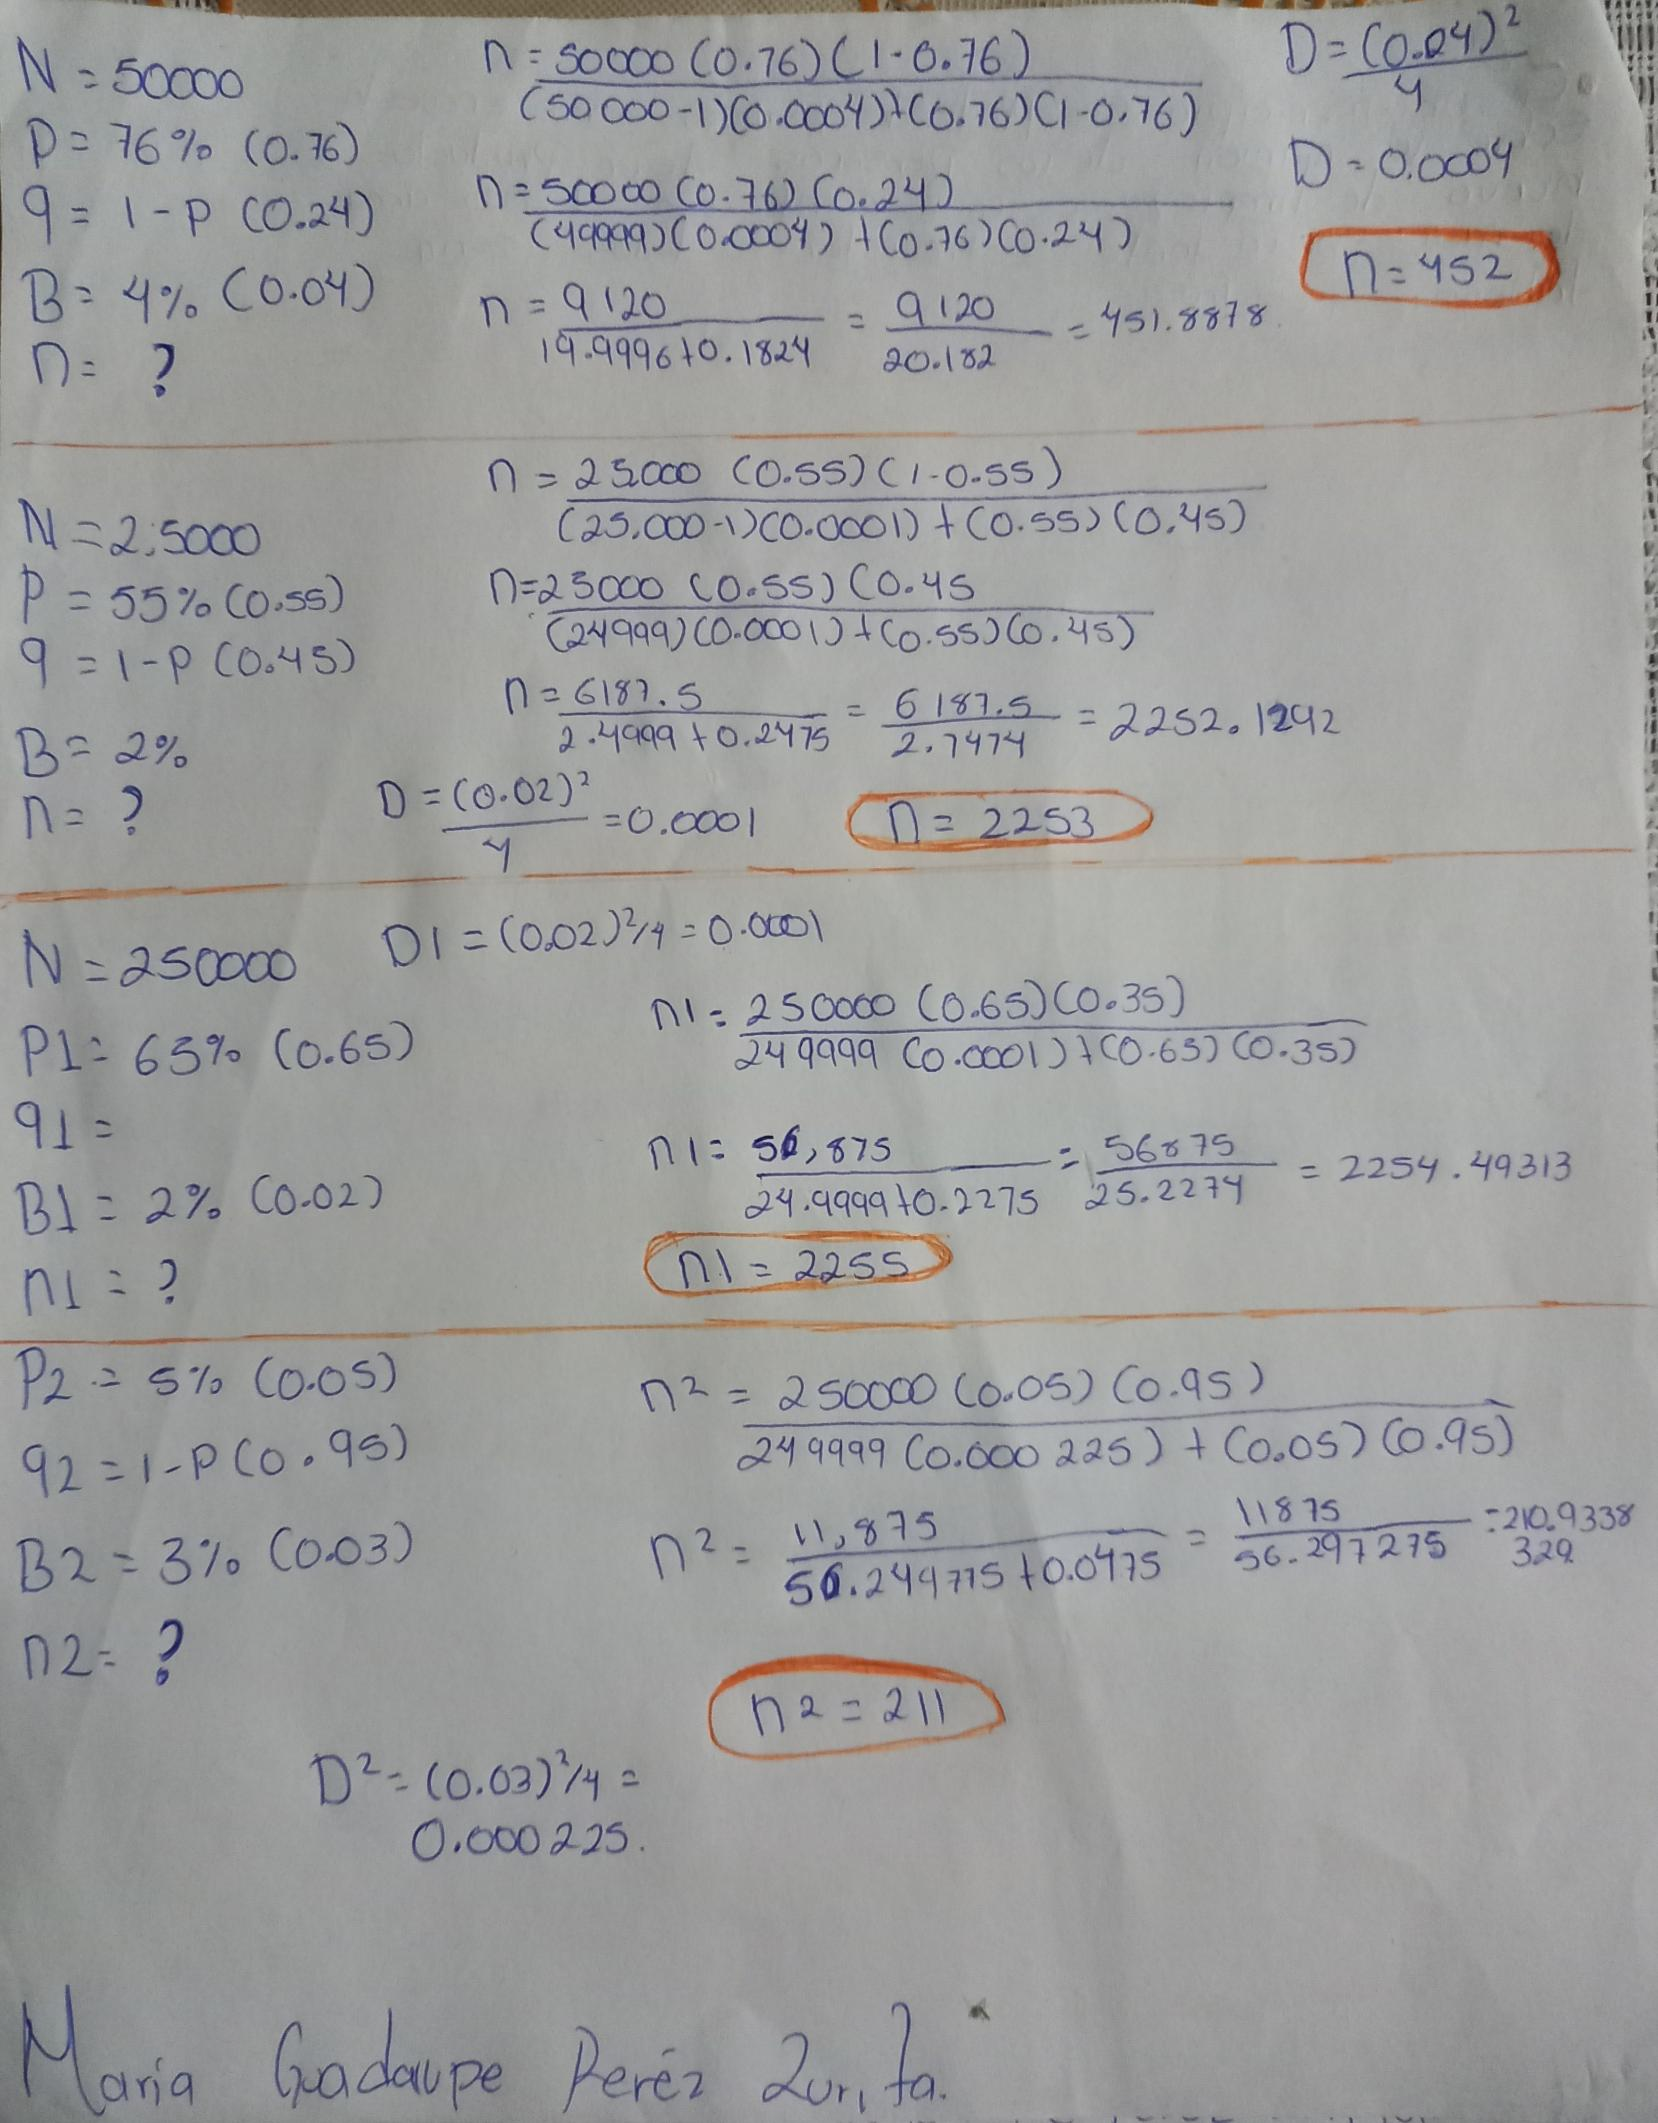 N = 50000
P = 76% (0.76)
q = 1-P (0.24)
B = 4% (0.04)
n = ?
n = 50000 (0.76)(1-0.76)
(50000-1)(0.0004)+(0.76)(1-0.76)
n = 50000 (0.76)(0.24)
(49999)(0.0004)+(0.76)(0.24)
n = 9120 = 9120 = 451.8878
19.9996+0.1824 20.182
D = (0.04)²
4
D = 0.0004
n = 452
N = 2.5000
P = 55% (0.55)
q = 1-P (0.45)
B = 2%
n = ?
n = 25000 (0.55)(1-0.55)
(25.000-1)(0.0001)+(0.55)(0.45)
n = 25000 (0.55)(0.45
(24999)(0.0001)+(0.55)(0.45)
n = 6187.5 = 6187.5 = 2252.1292
2.4999+0.2475 2.7474
D = (0.02)² = 0.0001
4
n = 2253
N = 250000
P1 = 65% (0.65)
q1 =
B1 = 2% (0.02)
n1 = ?
D1 = (0.02)²/4 = 0.0001
n1 = 250000 (0.65)(0.35)
249999 (0.0001)+(0.65)(0.35)
n1 = 56,875 = 56875 = 2254.49313
24.9999+0.2275 25.2274
n1 = 2255
P2 = 5% (0.05)
q2 = 1-P (0.95)
B2 = 3% (0.03)
n2 = ?
n2 = 250000 (0.05)(0.95)
249999 (0.000225)+(0.05)(0.95)
n2 = 11,875 = 11875 = 210.9338
56.249775+0.0475 56.297275 329
n2 = 211
D² = (0.03)²/4 =
0.000225.
Maria Guadaupe Peréz Zurita.